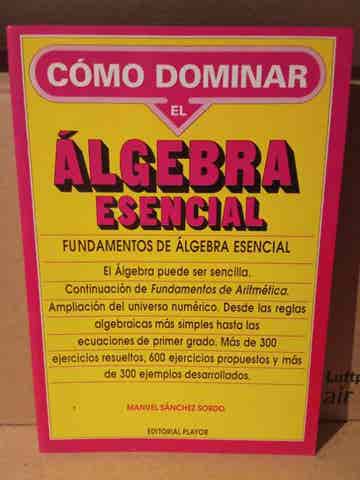 CÓMO DOMINAR
EL
ÁLGEBRA
ESENCIAL
FUNDAMENTOS DE ÁLGEBRA ESENCIAL
El Álgebra puede ser sencilla.
Continuación de Fundamentos de Aritmética.
Ampliación del universo numérico. Desde las reglas
algebraicas más simples hasta las
ecuaciones de primer grado. Más de 300
ejercicios resueltos, 600 ejercicios propuestos y más
de 300 ejemplos desarrollados.
MANUEL SÁNCHEZ SORDO
EDITORIAL PLAYOR
air